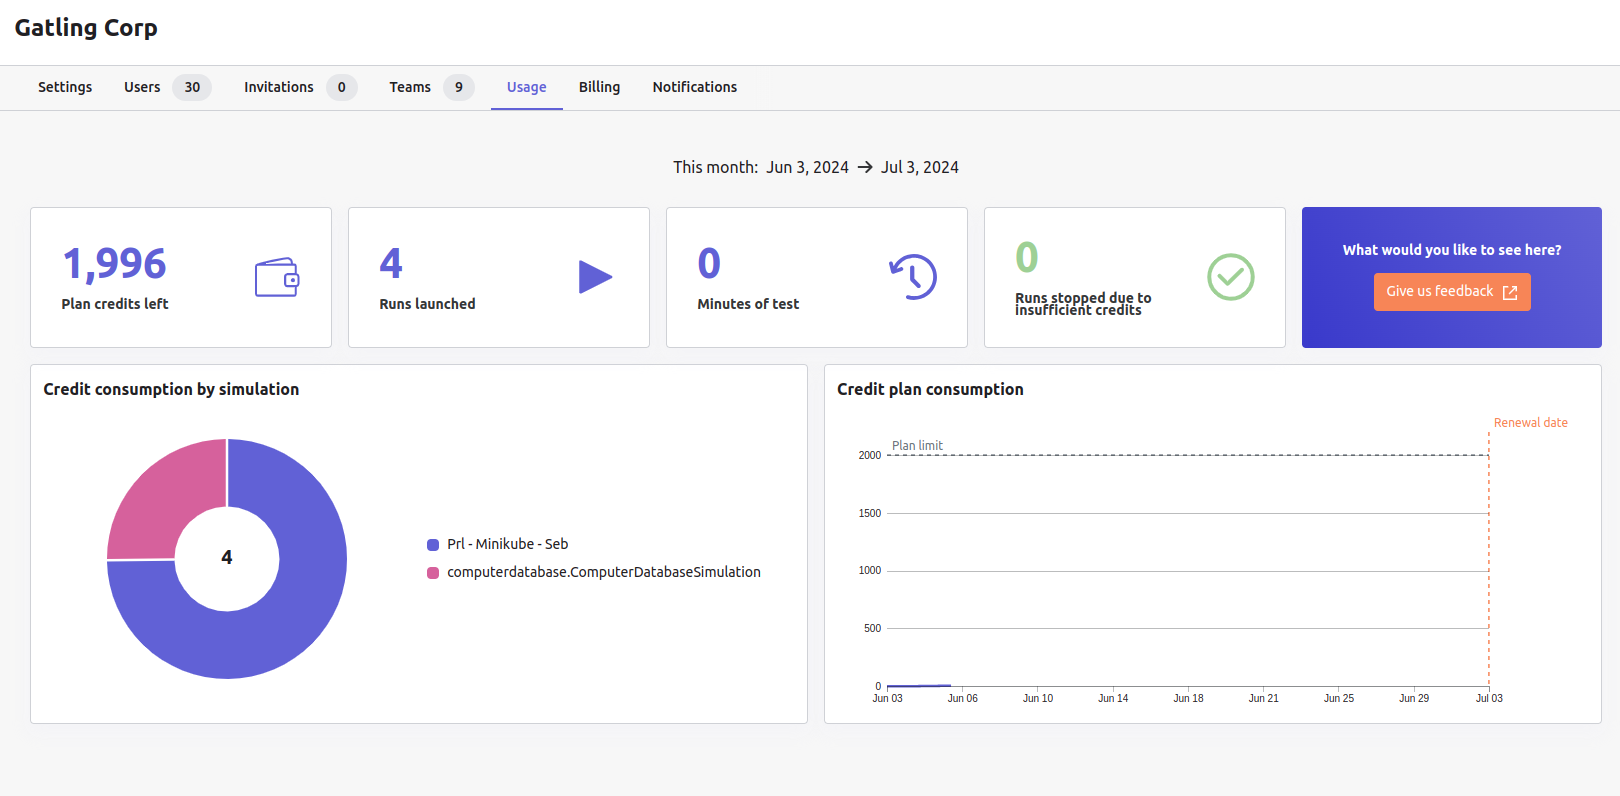 Gatling Corp
Settings Users 30 Invitations 0 Teams 9 Usage Billing Notifications
This month: Jun 3, 2024 → Jul 3, 2024
1,996
Plan credits left
4
Runs launched
0
Minutes of test
0
Runs stopped due to
insufficient credits
What would you like to see here?
Give us feedback
Credit consumption by simulation
4
Prl - Minikube - Seb
computerdatabase.ComputerDatabaseSimulation
Credit plan consumption
Renewal date
Plan limit
2000
1500
1000
500
0
Jun 03 Jun 06 Jun 10 Jun 14 Jun 18 Jun 21 Jun 25 Jun 29 Jul 03